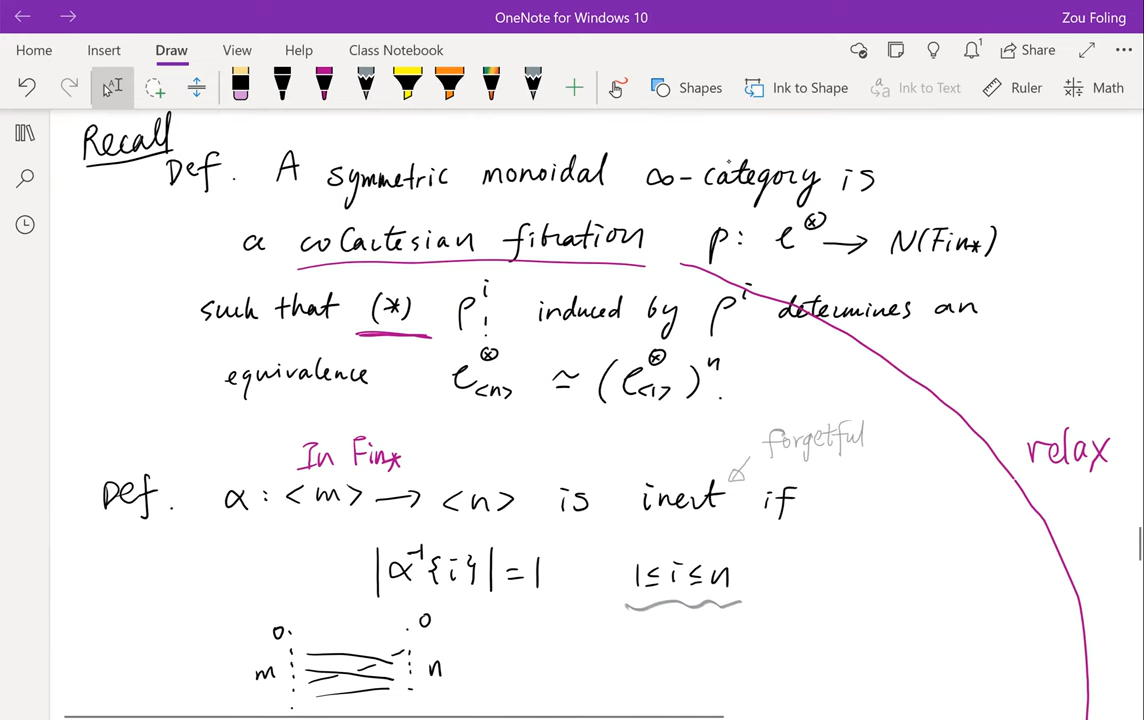 OneNote for Windows 10
Zou Foling
Home Insert Draw View Help Class Notebook
Share
Shapes Ink to Shape Ink to Text Ruler Math
Recall
Def. A symmetric monoidal ∞-category is
a coCartesian fibration p: C^⊗ → N(Fin*)
such that (*) ρ^i_! induced by ρ^i determines an
equivalence C^⊗_<n> ≃ (C^⊗_<1>)^n.
forgetful
relax
In Fin*
Def. α: <m> → <n> is inert if
|α^-1{i}| = 1 1≤i≤n
0 0
m n